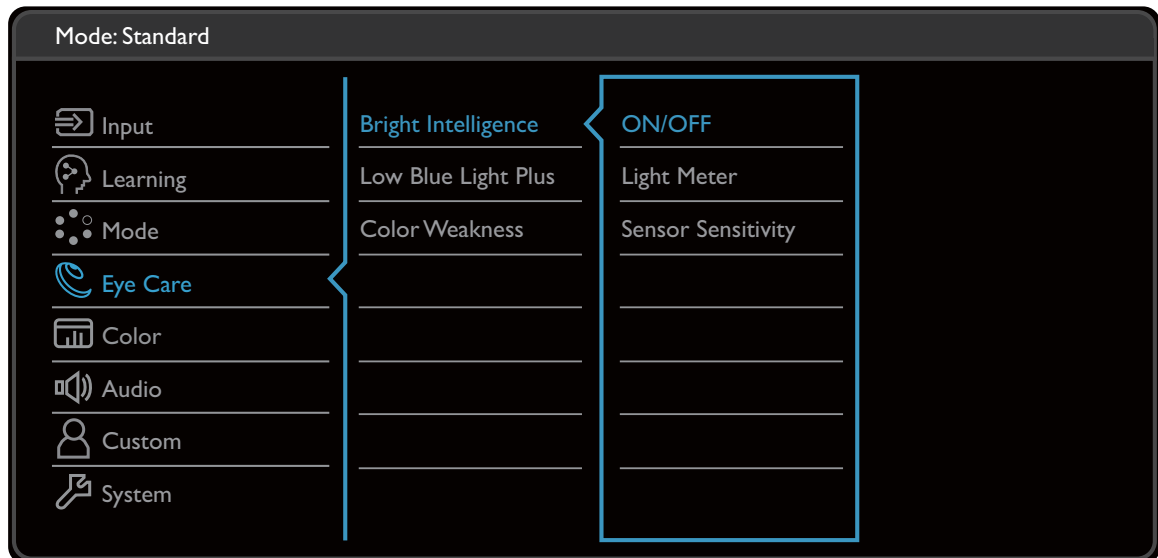 Mode: Standard
Input
Learning
Mode
Eye Care
Color
Audio
Custom
System
Bright Intelligence
Low Blue Light Plus
Color Weakness
ON/OFF
Light Meter
Sensor Sensitivity